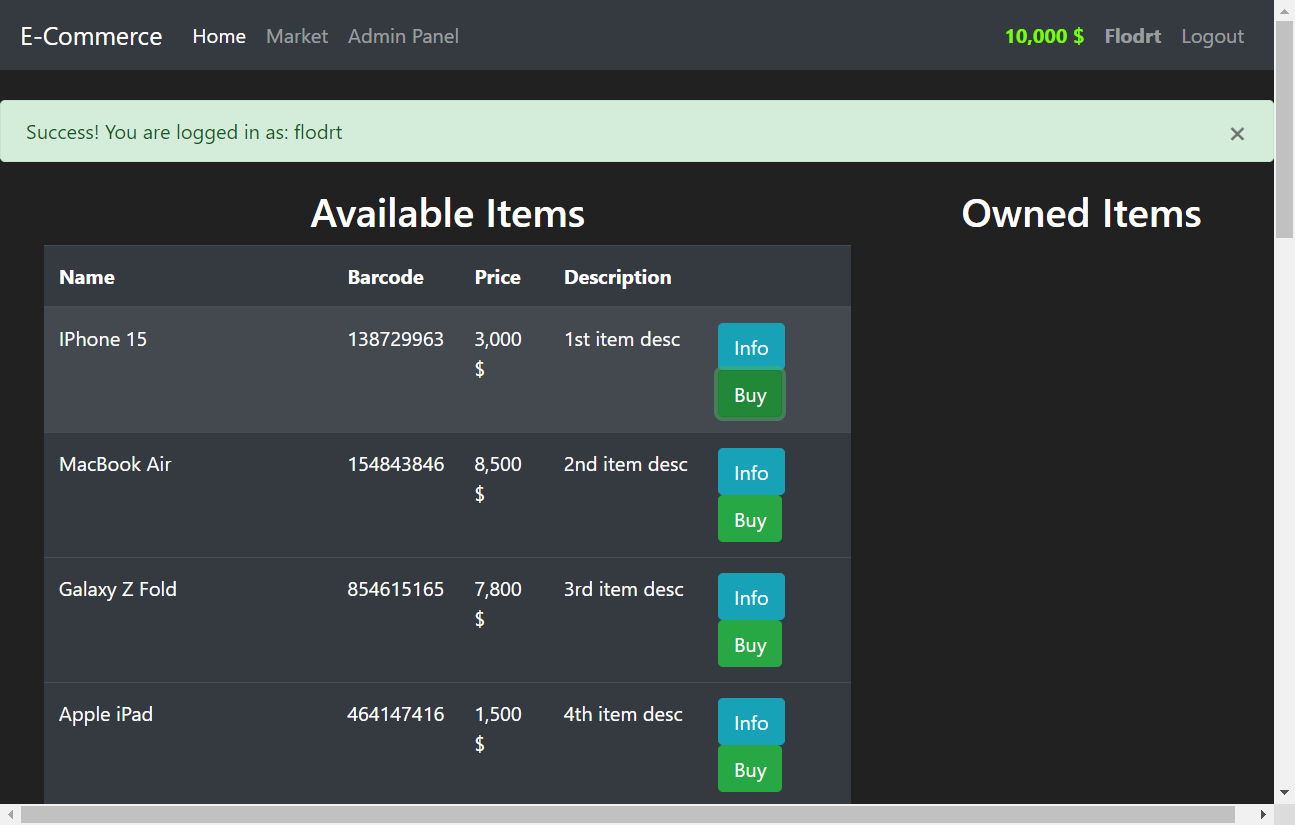 E-Commerce Home Market Admin Panel 10,000 $ Flodrt Logout
Success! You are logged in as: flodrt ×
Available Items
Owned Items
Name Barcode Price Description
IPhone 15 138729963 3,000 1st item desc Info
$
Buy
MacBook Air 154843846 8,500 2nd item desc Info
$
Buy
Galaxy Z Fold 854615165 7,800 3rd item desc Info
$
Buy
Apple iPad 464147416 1,500 4th item desc Info
$
Buy